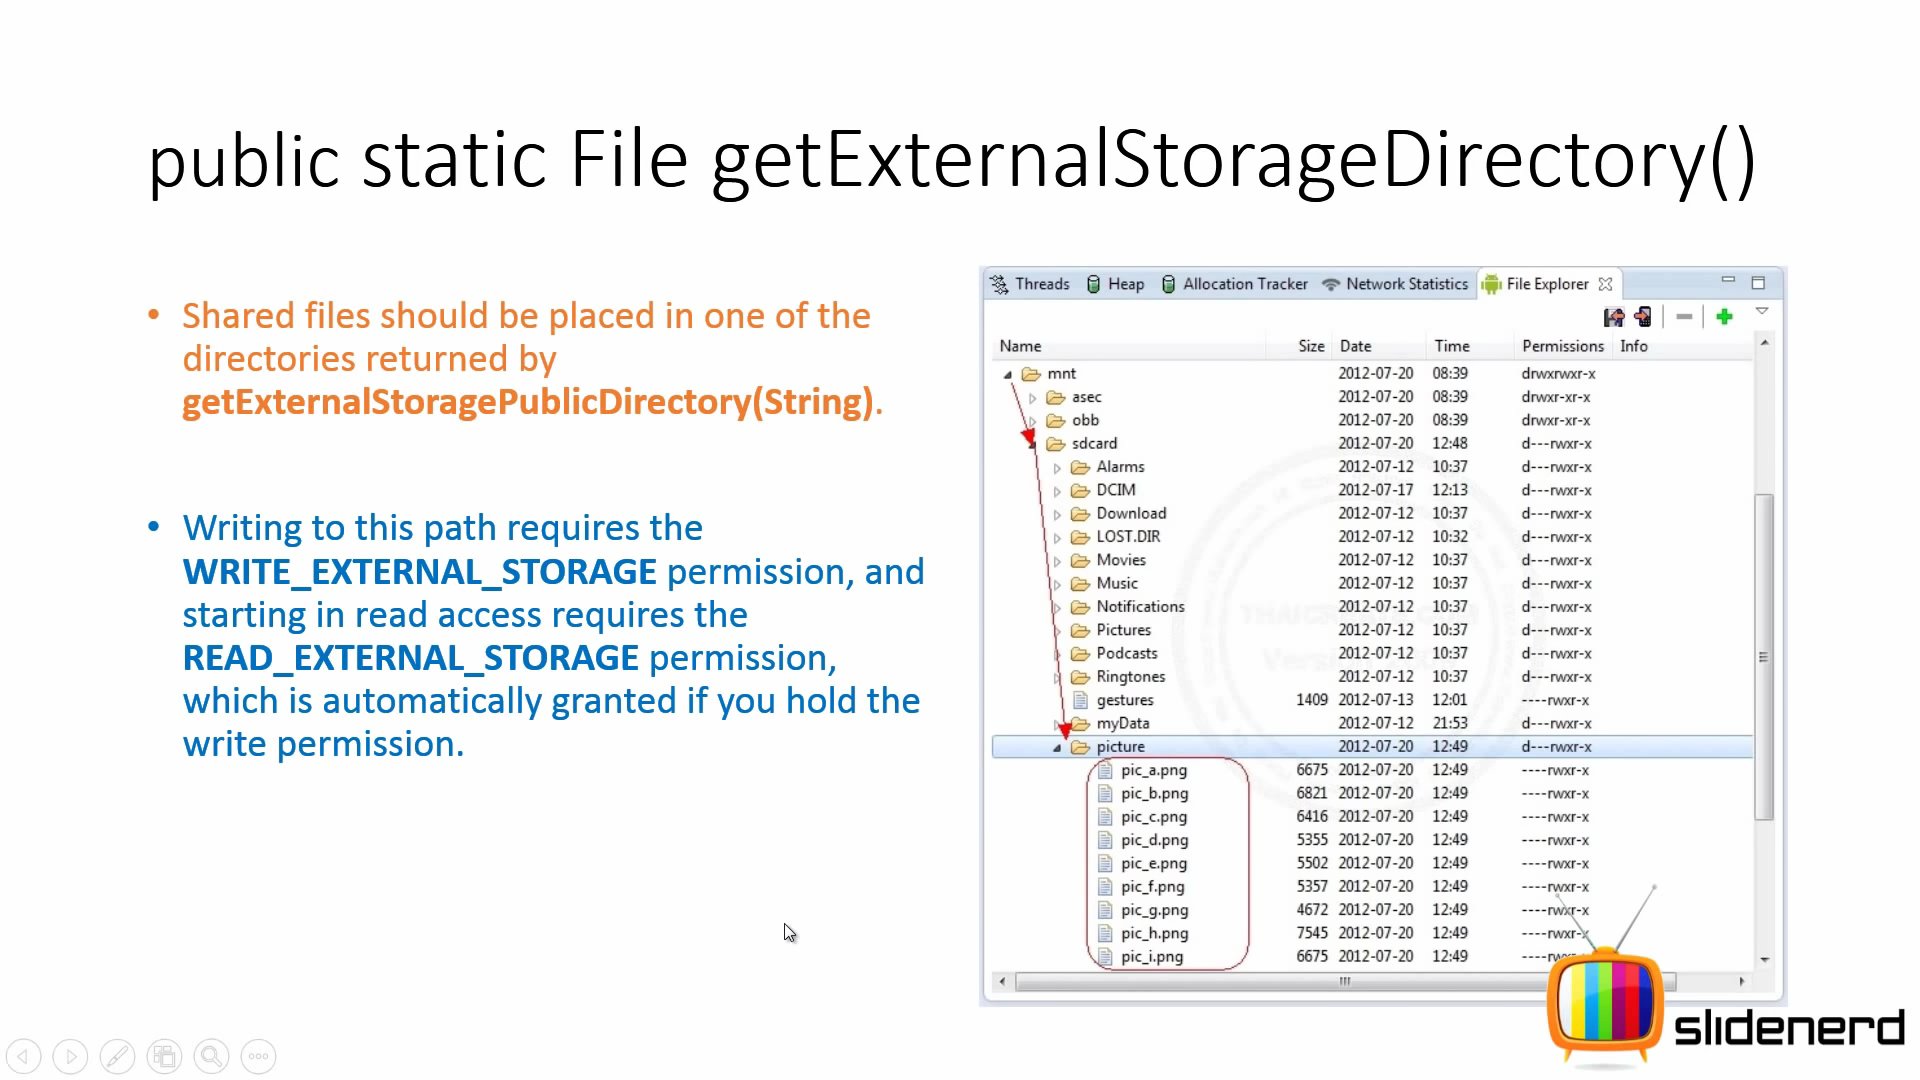 public static File getExternalStorageDirectory()
• Shared files should be placed in one of the
directories returned by
getExternalStoragePublicDirectory(String).
• Writing to this path requires the
WRITE_EXTERNAL_STORAGE permission, and
starting in read access requires the
READ_EXTERNAL_STORAGE permission,
which is automatically granted if you hold the
write permission.
Threads Heap Allocation Tracker Network Statistics File Explorer
Name Size Date Time Permissions Info
mnt 2012-07-20 08:39 drwxrwxr-x
asec 2012-07-20 08:39 drwxr-xr-x
obb 2012-07-20 08:39 drwxr-xr-x
sdcard 2012-07-20 12:48 d---rwxr-x
Alarms 2012-07-12 10:37 d---rwxr-x
DCIM 2012-07-17 12:13 d---rwxr-x
Download 2012-07-12 10:37 d---rwxr-x
LOST.DIR 2012-07-12 10:32 d---rwxr-x
Movies 2012-07-12 10:37 d---rwxr-x
Music 2012-07-12 10:37 d---rwxr-x
Notifications 2012-07-12 10:37 d---rwxr-x
Pictures 2012-07-12 10:37 d---rwxr-x
Podcasts 2012-07-12 10:37 d---rwxr-x
Ringtones 2012-07-12 10:37 d---rwxr-x
gestures 1409 2012-07-13 12:01 ----rwxr-x
myData 2012-07-12 21:53 d---rwxr-x
picture 2012-07-20 12:49 d---rwxr-x
pic_a.png 6675 2012-07-20 12:49 ----rwxr-x
pic_b.png 6821 2012-07-20 12:49 ----rwxr-x
pic_c.png 6416 2012-07-20 12:49 ----rwxr-x
pic_d.png 5355 2012-07-20 12:49 ----rwxr-x
pic_e.png 5502 2012-07-20 12:49 ----rwxr-x
pic_f.png 5357 2012-07-20 12:49 ----rwxr-x
pic_g.png 4672 2012-07-20 12:49 ----rwxr-x
pic_h.png 7545 2012-07-20 12:49 ----rwxr-x
pic_i.png 6675 2012-07-20 12:49
slidenerd